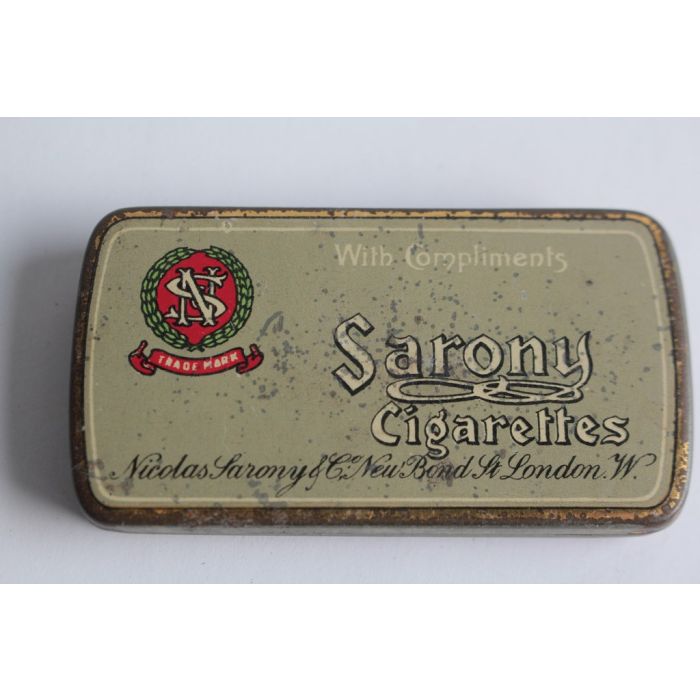 With Compliments
NS
TRADE MARK
Sarony
Cigarettes
Nicolas Sarony & Co. New Bond St. London. W.